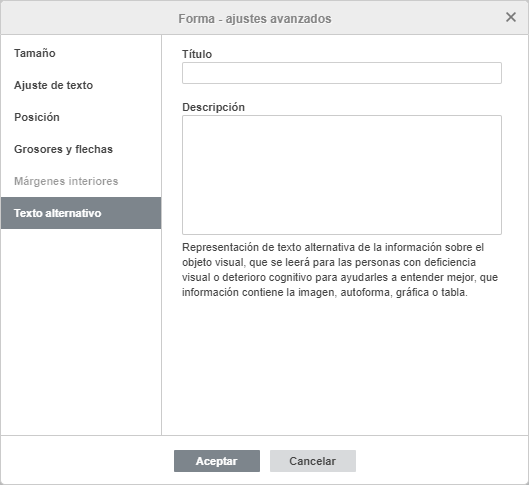 Forma - ajustes avanzados
Tamaño
Ajuste de texto
Posición
Grosores y flechas
Márgenes interiores
Texto alternativo
Título
Descripción
Representación de texto alternativa de la información sobre el
objeto visual, que se leerá para las personas con deficiencia
visual o deterioro cognitivo para ayudarles a entender mejor, que
información contiene la imagen, autoforma, gráfica o tabla.
Aceptar
Cancelar